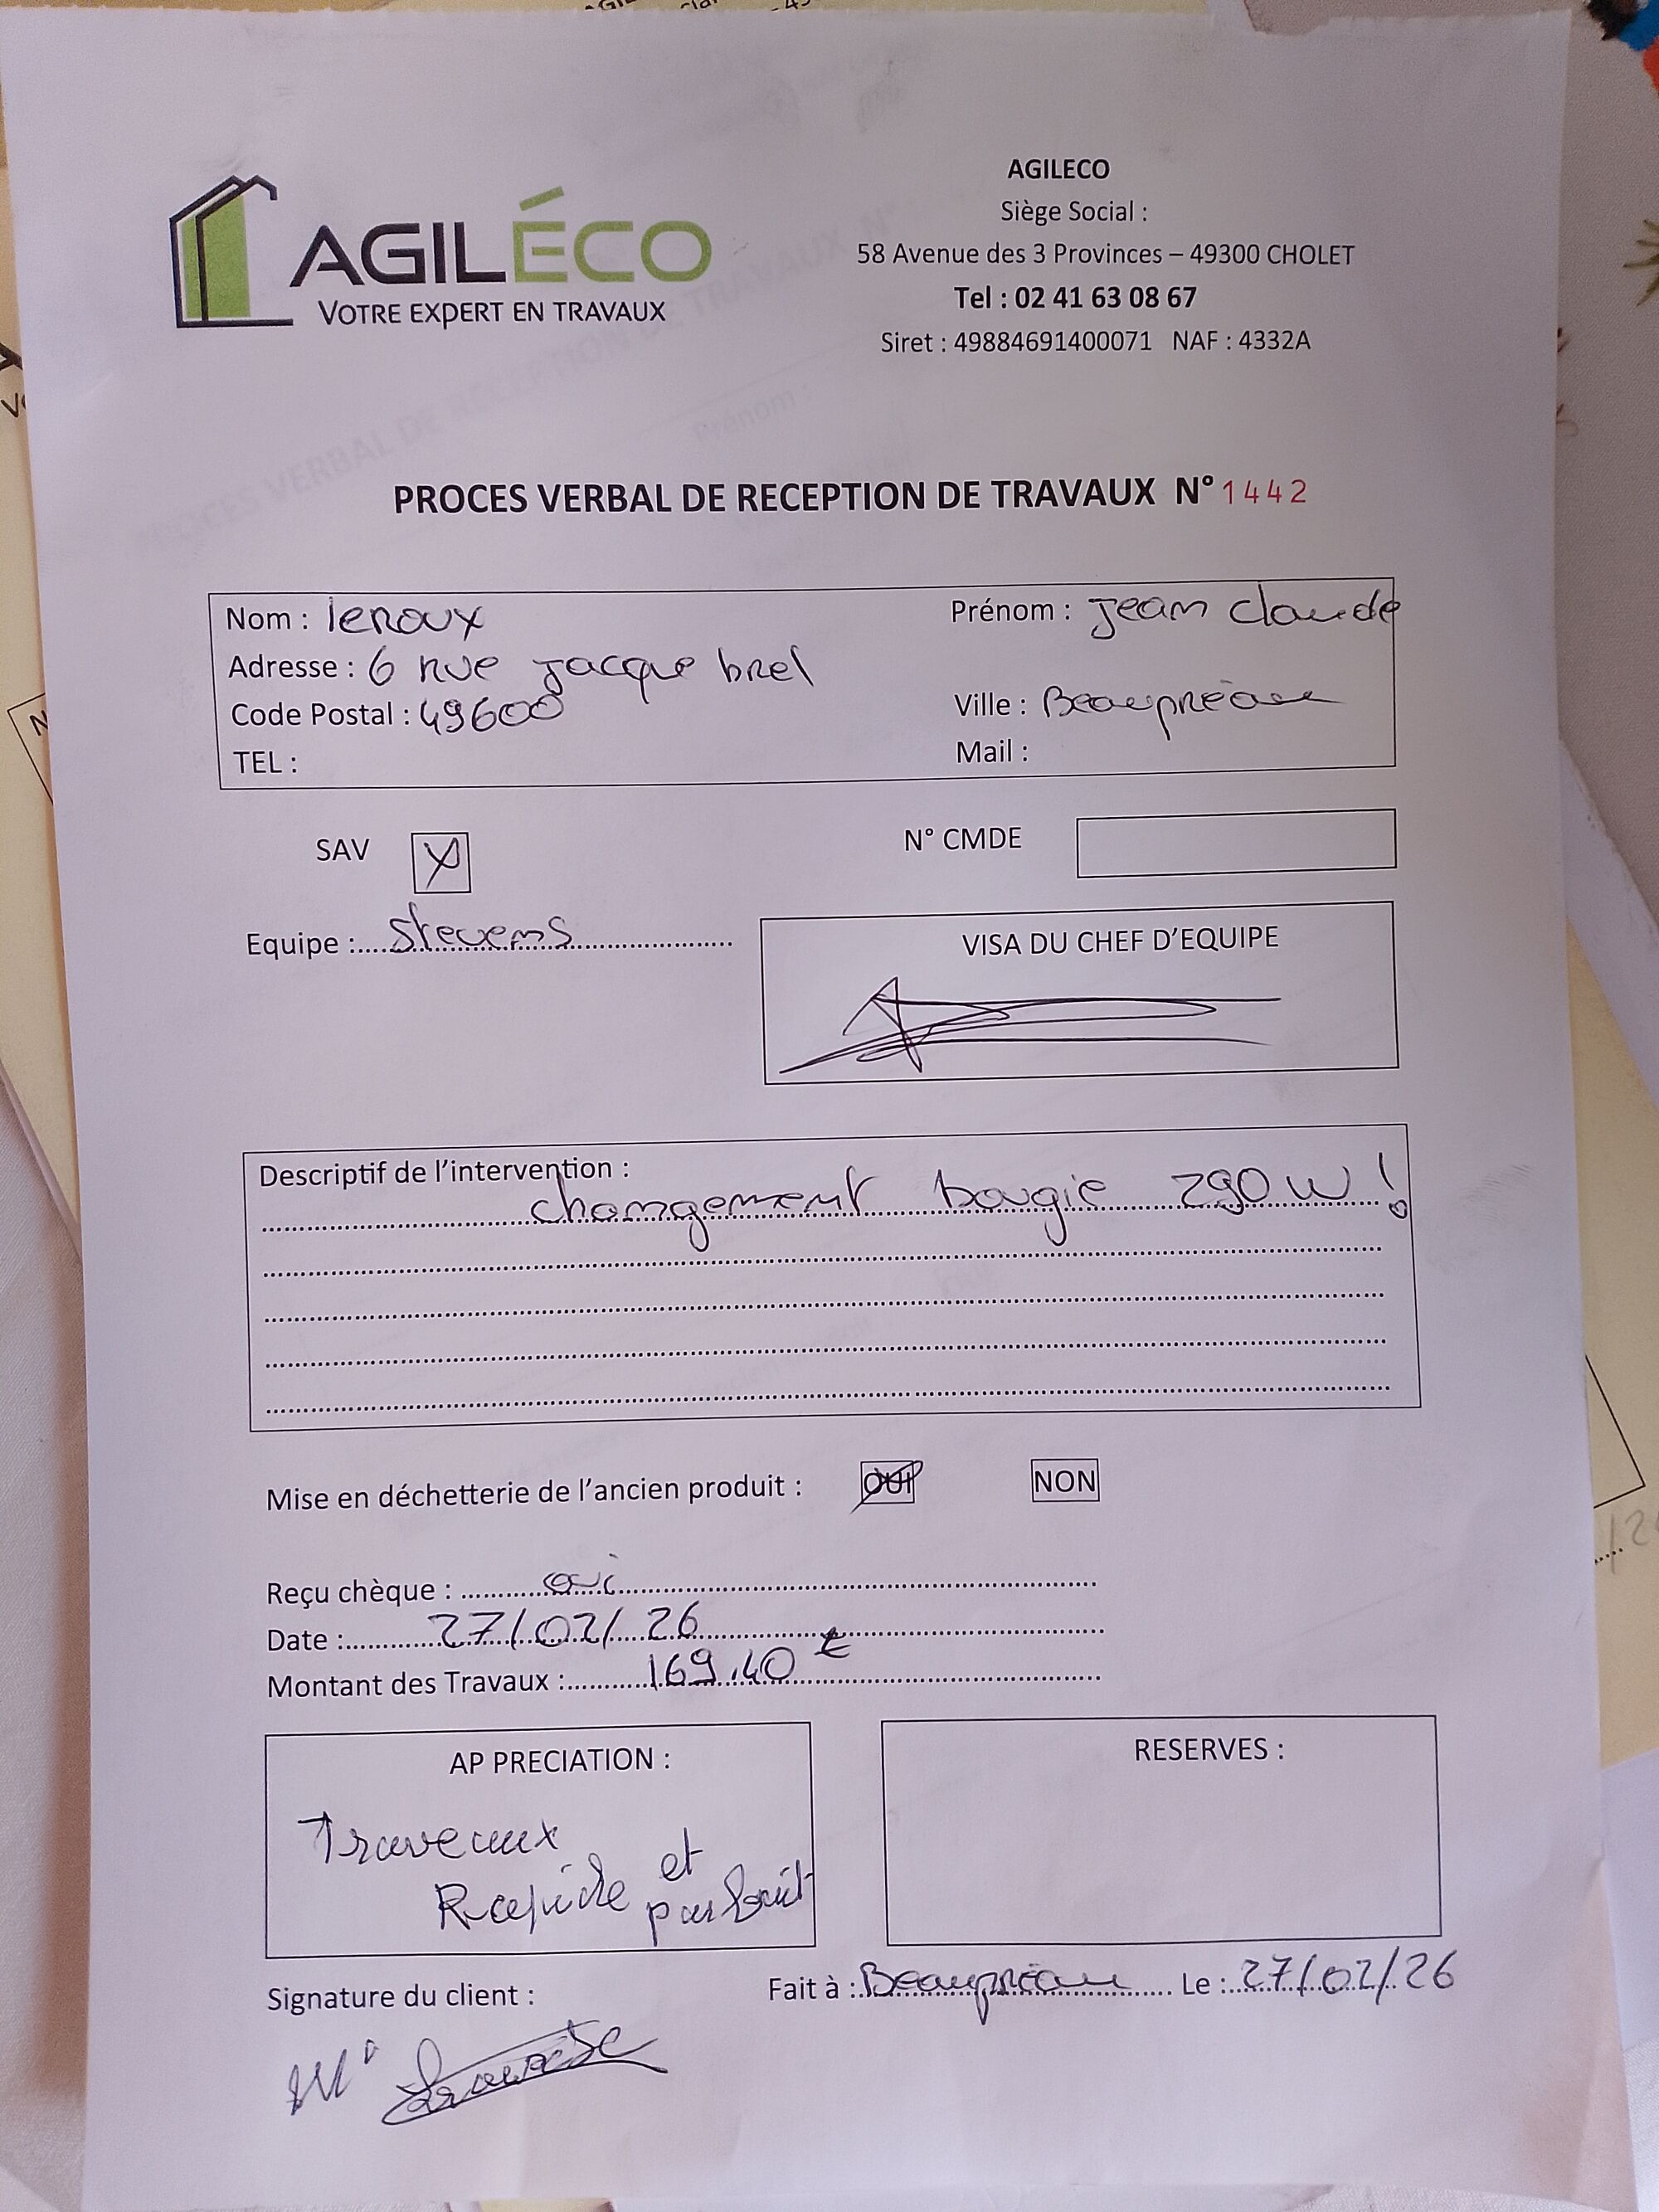 AGILÉCO
VOTRE EXPERT EN TRAVAUX
AGILECO
Siège Social :
58 Avenue des 3 Provinces – 49300 CHOLET
Tel : 02 41 63 08 67
Siret : 49884691400071 NAF : 4332A
PROCES VERBAL DE RECEPTION DE TRAVAUX N° 1442
Nom : leroux Prénom : Jean claude
Adresse : 6 rue Jacque brel
Code Postal : 49600 Ville : Beaupréau
TEL : Mail :
SAV X N° CMDE
Equipe : Stevens
VISA DU CHEF D'EQUIPE
Descriptif de l'intervention :
changement bougie 290 W !
Mise en déchetterie de l'ancien produit : OUI NON
Reçu chèque : oui
Date : 27/02/26
Montant des Travaux : 169.40 €
AP PRECIATION :
Traveaux
Rapide et
parfait
RESERVES :
Signature du client : Fait à : Beaupréau Le : 27/02/26